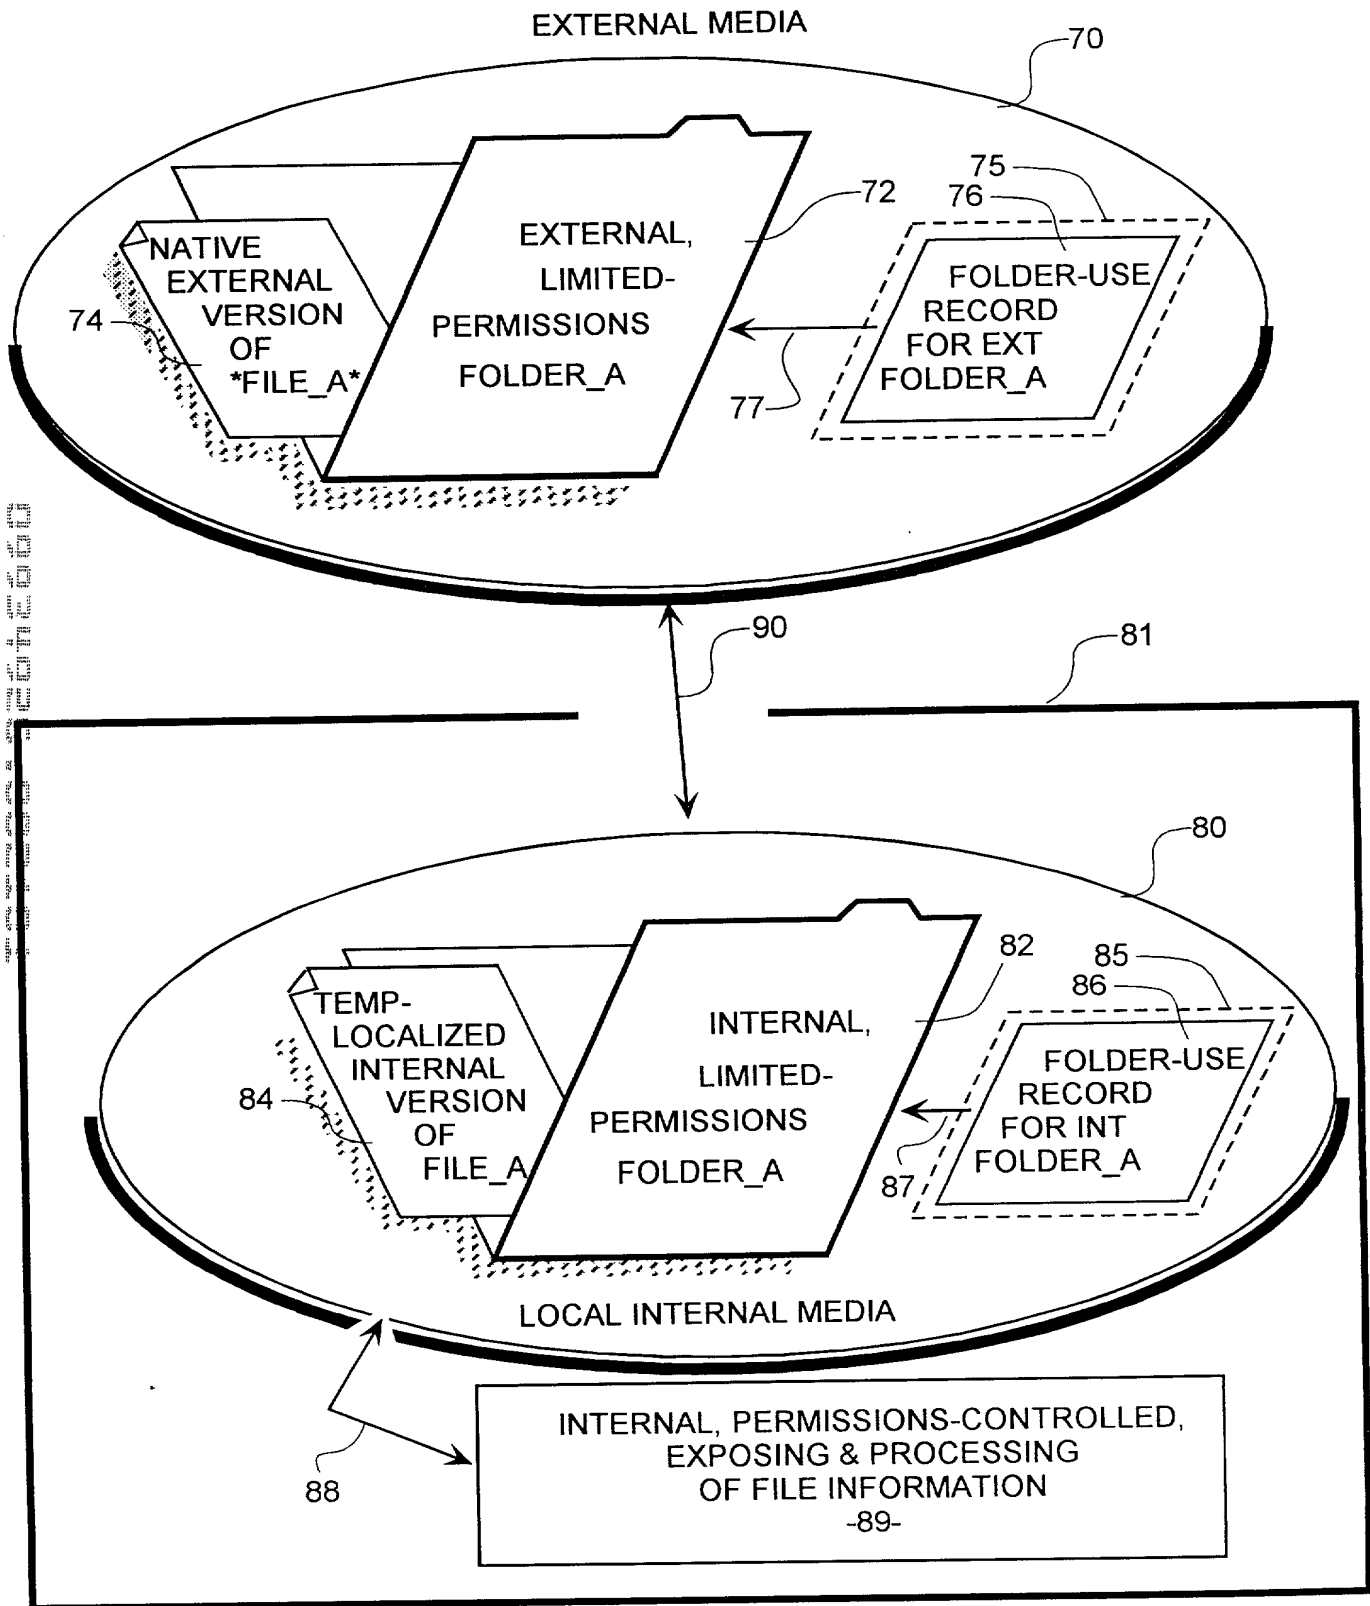 EXTERNAL MEDIA
70
75
76
72
NATIVE
EXTERNAL
VERSION
OF
*FILE_A*
74
EXTERNAL,
LIMITED-
PERMISSIONS
FOLDER_A
FOLDER-USE
RECORD
FOR EXT
FOLDER_A
77
90
81
80
82
85
86
TEMP-
LOCALIZED
INTERNAL
VERSION
OF
FILE_A
84
INTERNAL,
LIMITED-
PERMISSIONS
FOLDER_A
FOLDER-USE
RECORD
FOR INT
FOLDER_A
87
LOCAL INTERNAL MEDIA
88
INTERNAL, PERMISSIONS-CONTROLLED,
EXPOSING & PROCESSING
OF FILE INFORMATION
-89-